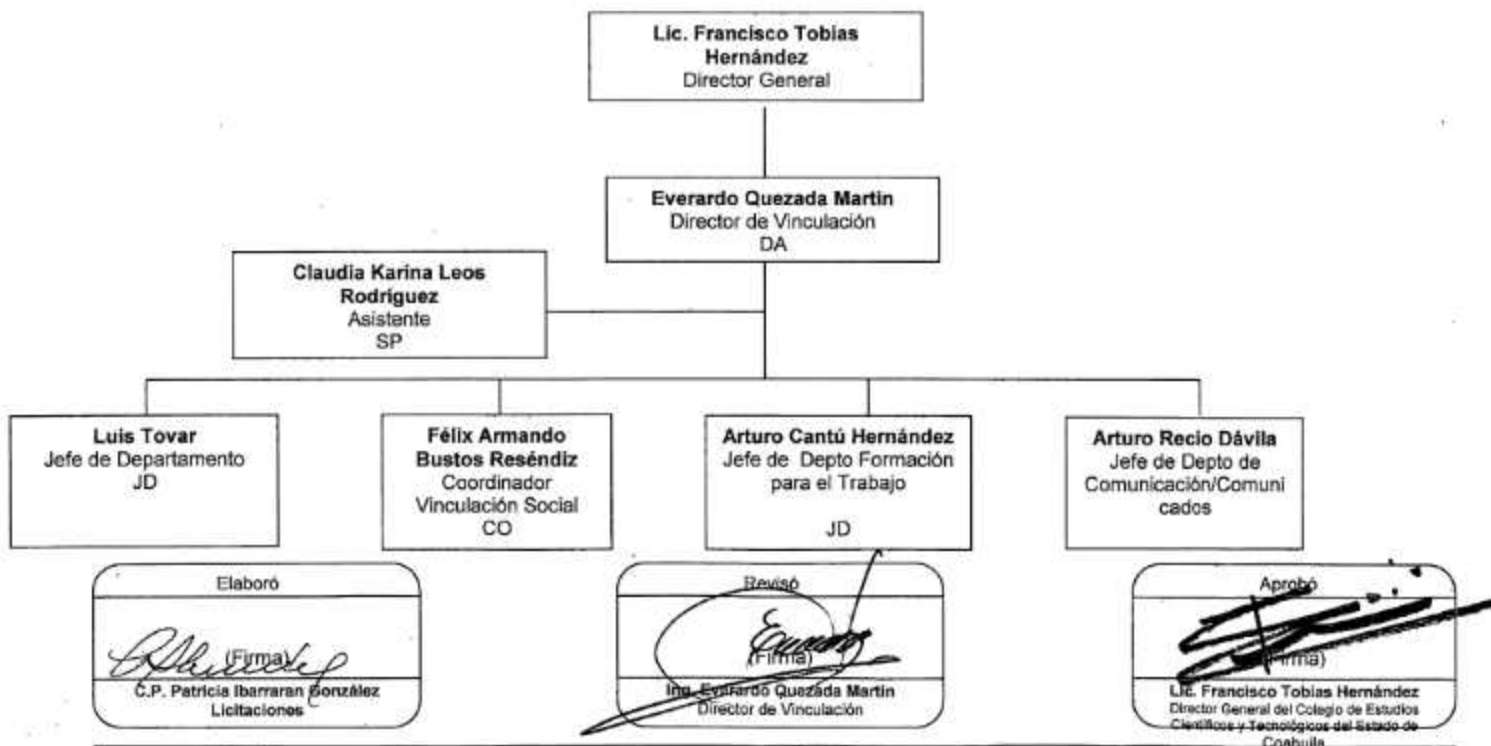 Lic. Francisco Tobias
Hernández
Director General
Everardo Quezada Martin
Director de Vinculación
DA
Claudia Karina Leos
Rodríguez
Asistente
SP
Luis Tovar
Jefe de Departamento
JD
Félix Armando
Bustos Reséndiz
Coordinador
Vinculación Social
CO
Arturo Cantú Hernández
Jefe de Depto Formación
para el Trabajo
JD
Arturo Recio Dávila
Jefe de Depto de
Comunicación/Comuni
cados
Elaboró
(Firma)
C.P. Patricia Ibarraran González
Licitaciones
Revisó
(Firma)
Ing. Everardo Quezada Martin
Director de Vinculación
Aprobó
(Firma)
Lic. Francisco Tobias Hernández
Director General del Colegio de Estudios
Científicos y Tecnológicos del Estado de
Coahuila